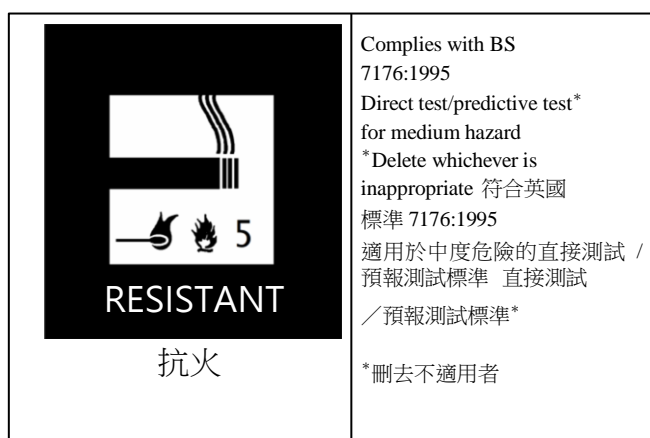 5
RESISTANT
抗火
Complies with BS
7176:1995
Direct test/predictive test*
for medium hazard
*Delete whichever is
inappropriate 符合英國
標準 7176:1995
適用於中度危險的直接測試 /
預報測試標準 直接測試
／預報測試標準*
*刪去不適用者